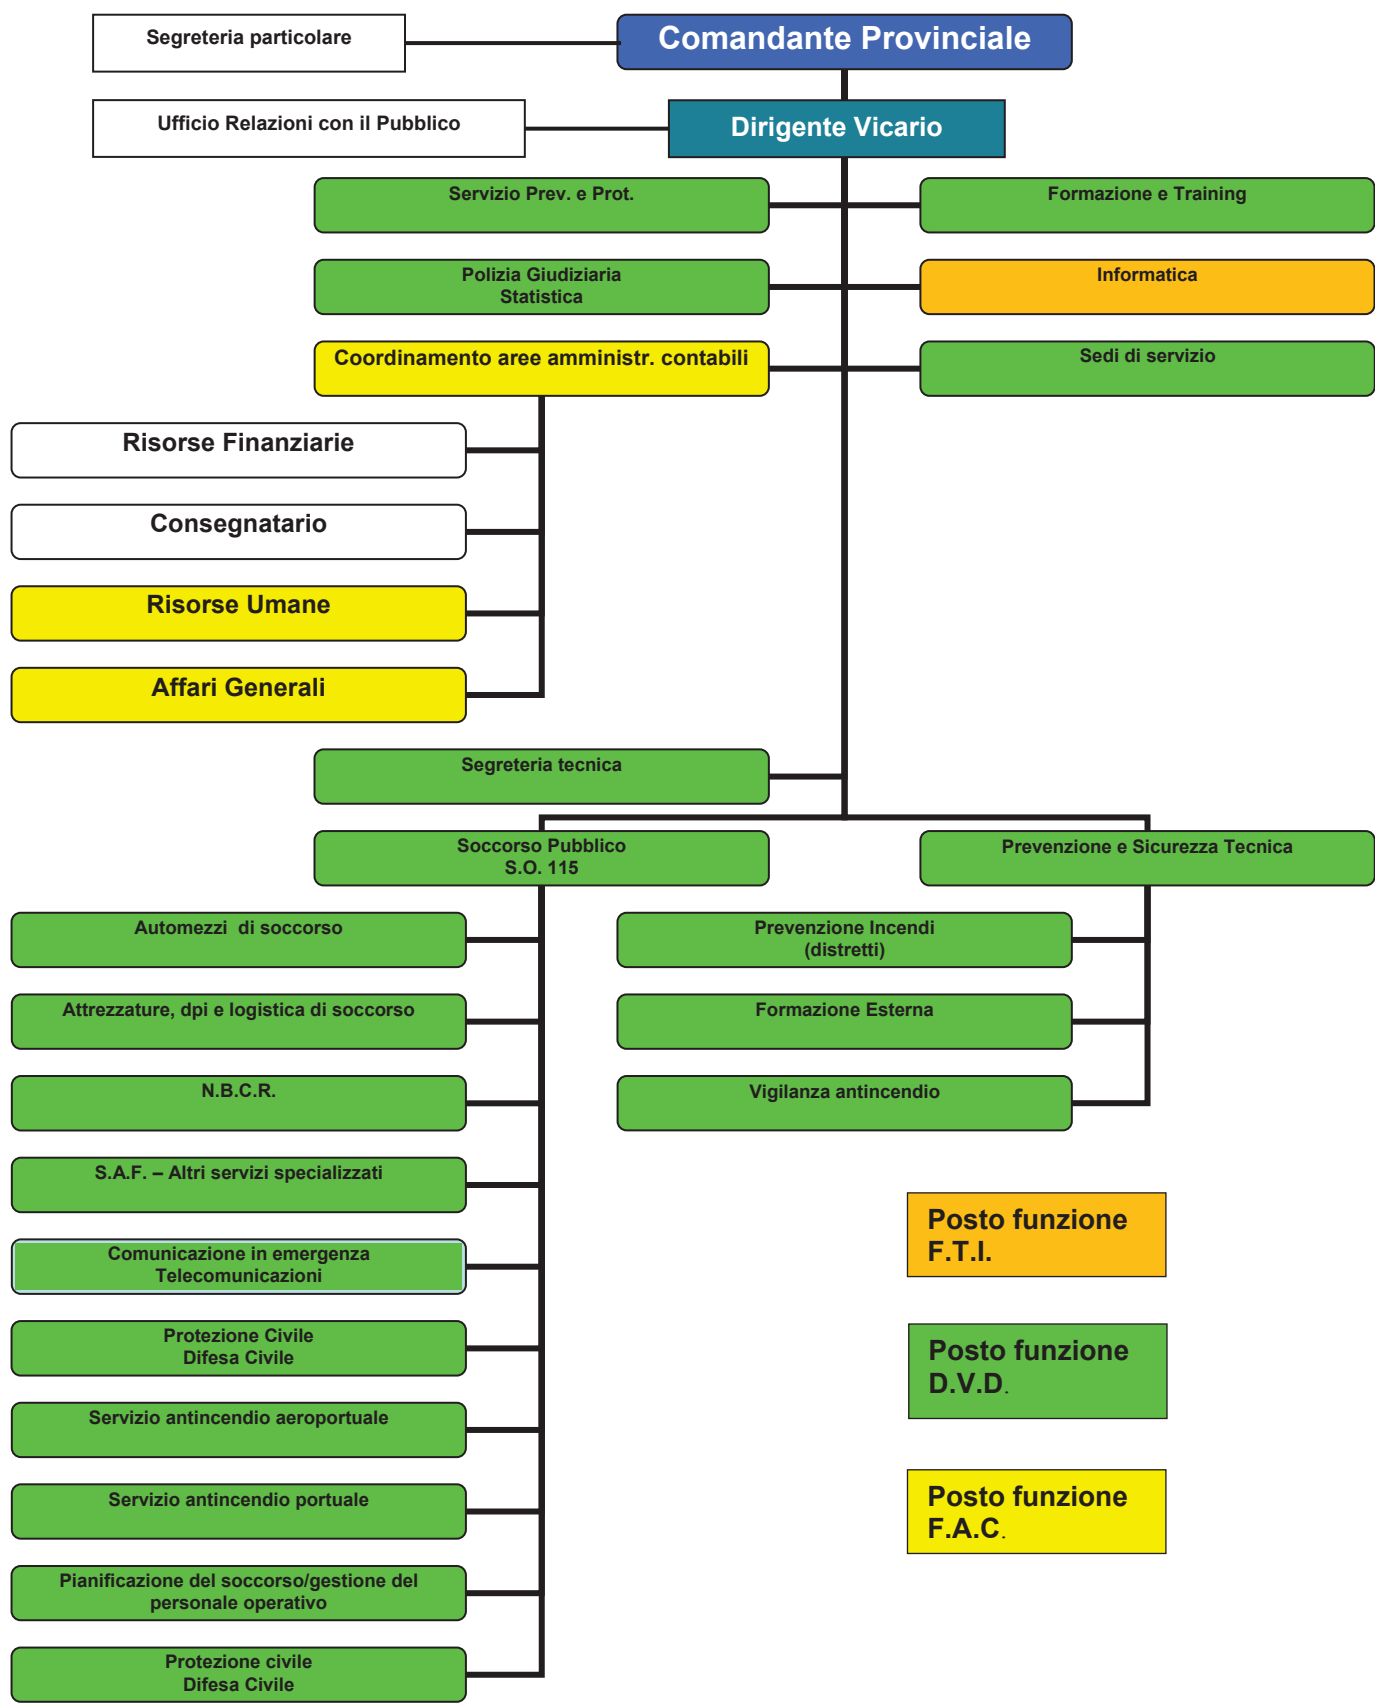 Segreteria particolare
Comandante Provinciale
Ufficio Relazioni con il Pubblico
Dirigente Vicario
Servizio Prev. e Prot.
Formazione e Training
Polizia Giudiziaria
Statistica
Informatica
Coordinamento aree amministr. contabili
Sedi di servizio
Risorse Finanziarie
Consegnatario
Risorse Umane
Affari Generali
Segreteria tecnica
Soccorso Pubblico
S.O. 115
Prevenzione e Sicurezza Tecnica
Automezzi di soccorso
Attrezzature, dpi e logistica di soccorso
N.B.C.R.
S.A.F. – Altri servizi specializzati
Comunicazione in emergenza
Telecomunicazioni
Protezione Civile
Difesa Civile
Servizio antincendio aeroportuale
Servizio antincendio portuale
Pianificazione del soccorso/gestione del
personale operativo
Protezione civile
Difesa Civile
Prevenzione Incendi
(distretti)
Formazione Esterna
Vigilanza antincendio
Posto funzione
F.T.I.
Posto funzione
D.V.D.
Posto funzione
F.A.C.